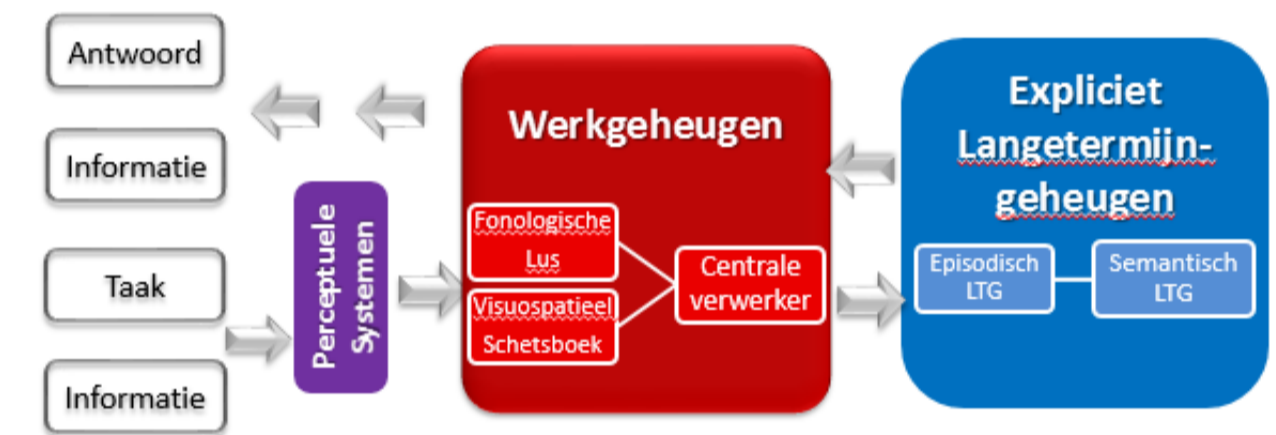 Antwoord
Informatie
Taak
Informatie
Perceptuele
Systemen
Werkgeheugen
Fonologische
Lus
Visuospatieel
Schetsboek
Centrale
verwerker
Expliciet
Langetermijn-
geheugen
Episodisch
LTG
Semantisch
LTG